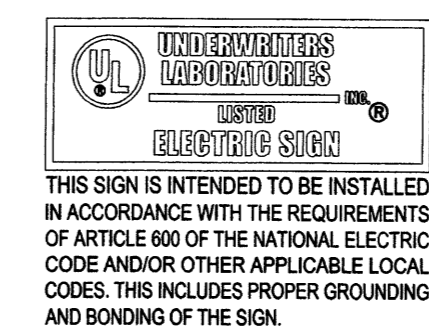 UL®
UNDERWRITERS
LABORATORIES
INC.®
LISTED
ELECTRIC SIGN
THIS SIGN IS INTENDED TO BE INSTALLED
IN ACCORDANCE WITH THE REQUIREMENTS
OF ARTICLE 600 OF THE NATIONAL ELECTRIC
CODE AND/OR OTHER APPLICABLE LOCAL
CODES. THIS INCLUDES PROPER GROUNDING
AND BONDING OF THE SIGN.